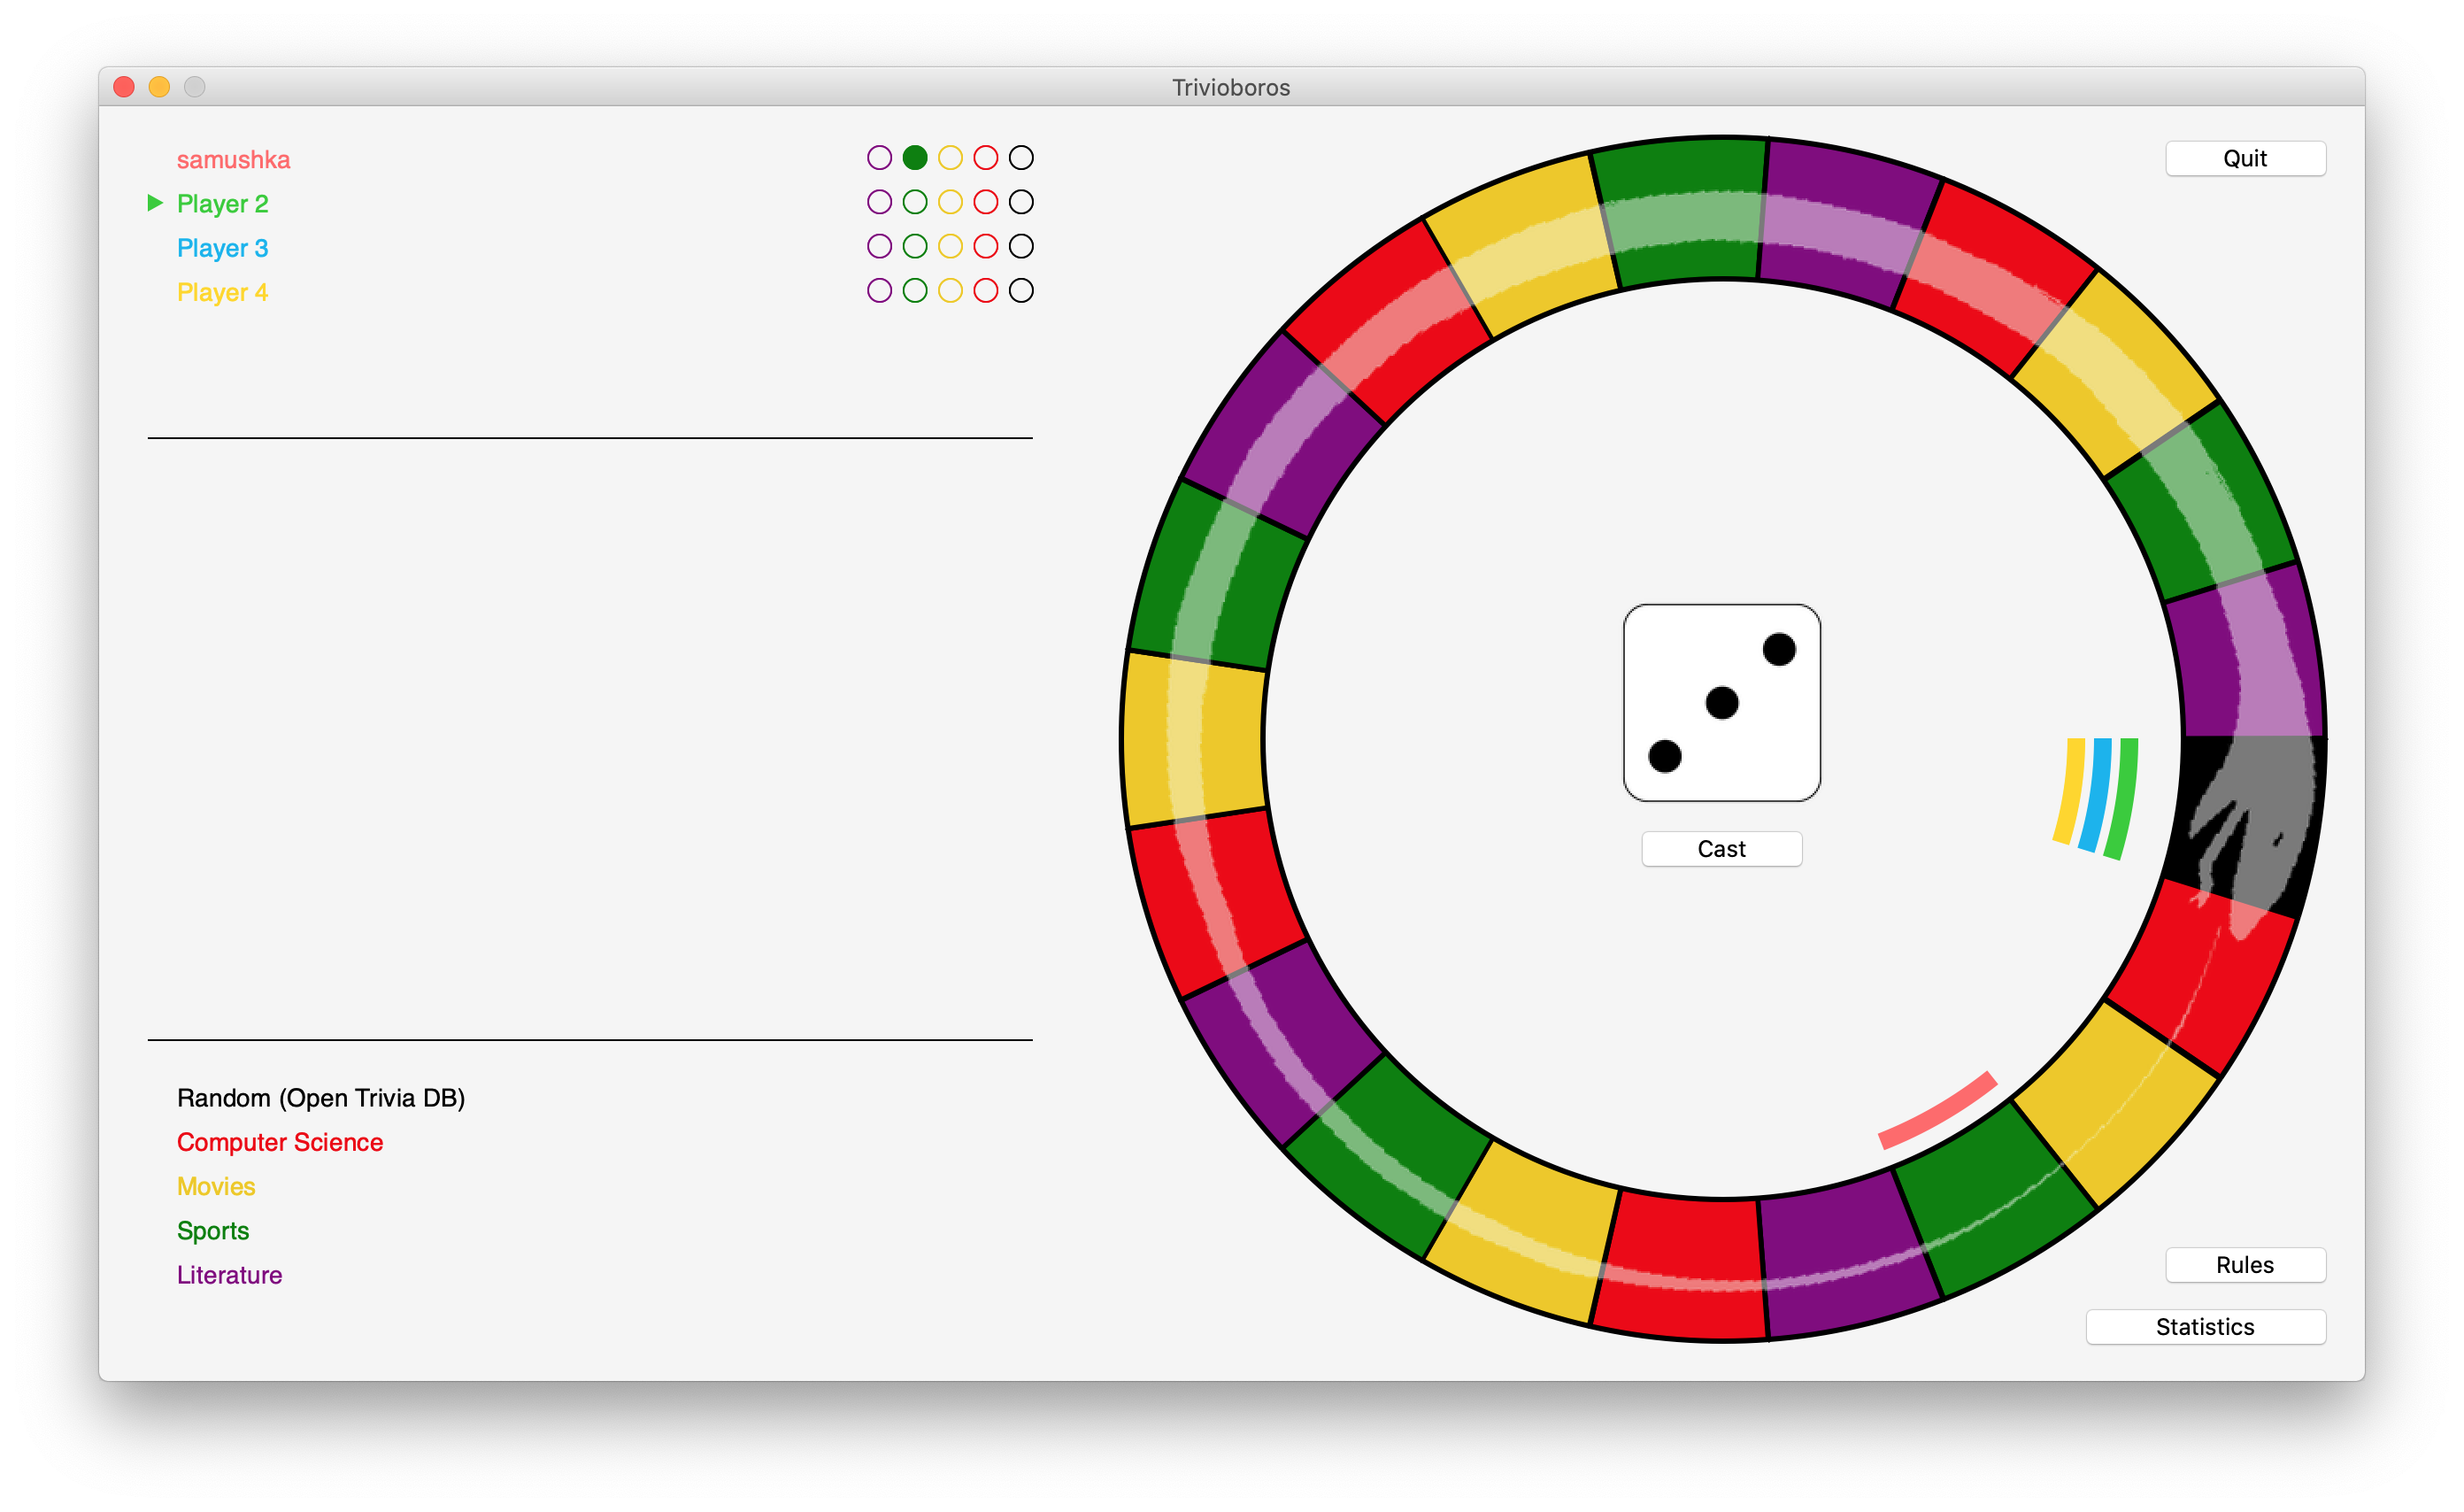 Trivioboros
samushka
Player 2
Player 3
Player 4
Quit
Cast
Random (Open Trivia DB)
Computer Science
Movies
Sports
Literature
Rules
Statistics